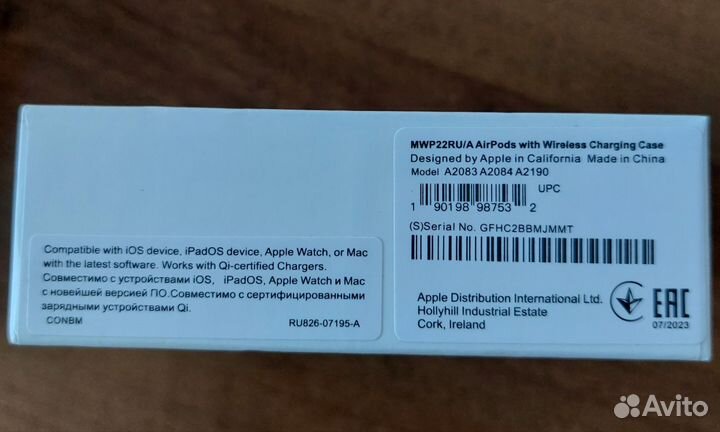 MWP22RU/A AirPods with Wireless Charging Case
Designed by Apple in California Made in China
Model A2083 A2084 A2190
UPC
1 90198 98753 2
(S)Serial No. GFHC2BBMJMMT
Compatible with iOS device, iPadOS device, Apple Watch, or Mac
with the latest software. Works with Qi-certified Chargers.
Совместимо с устройствами iOS, iPadOS, Apple Watch и Mac
с новейшей версией ПО.Совместимо с сертифицированными
зарядными устройствами Qi.
CONBM RU826-07195-A
Apple Distribution International Ltd.
Hollyhill Industrial Estate
Cork, Ireland
EAC
07/2023
Avito